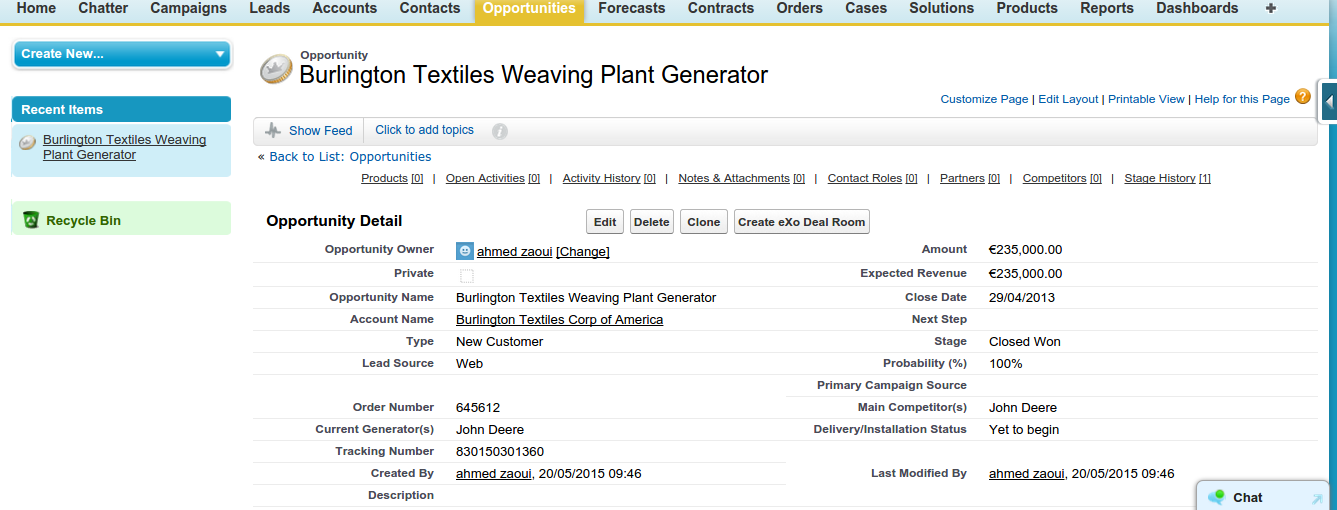 Home Chatter Campaigns Leads Accounts Contacts Opportunities Forecasts Contracts Orders Cases Solutions Products Reports Dashboards +
Create New...
Recent Items
Burlington Textiles Weaving
Plant Generator
Recycle Bin
Opportunity
Burlington Textiles Weaving Plant Generator
Customize Page | Edit Layout | Printable View | Help for this Page ?
Show Feed Click to add topics i
« Back to List: Opportunities
Products [0] | Open Activities [0] | Activity History [0] | Notes & Attachments [0] | Contact Roles [0] | Partners [0] | Competitors [0] | Stage History [1]
Opportunity Detail Edit Delete Clone Create eXo Deal Room
Opportunity Owner ahmed zaoui [Change] Amount €235,000.00
Private Expected Revenue €235,000.00
Opportunity Name Burlington Textiles Weaving Plant Generator Close Date 29/04/2013
Account Name Burlington Textiles Corp of America Next Step
Type New Customer Stage Closed Won
Lead Source Web Probability (%) 100%
Primary Campaign Source
Order Number 645612 Main Competitor(s) John Deere
Current Generator(s) John Deere Delivery/Installation Status Yet to begin
Tracking Number 830150301360
Created By ahmed zaoui, 20/05/2015 09:46 Last Modified By ahmed zaoui, 20/05/2015 09:46
Description
Chat